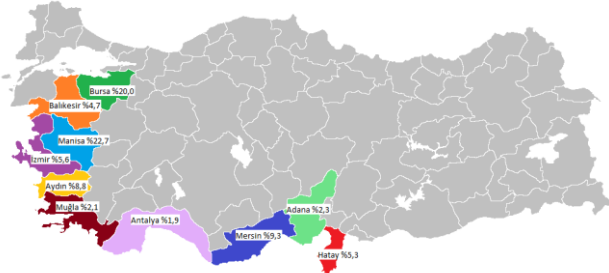 Bursa %20,0
Balıkesir %4,7
Manisa %22,7
İzmir %5,6
Aydın %8,8
Muğla %2,1
Antalya %1,9
Mersin %9,3
Adana %2,3
Hatay %5,3